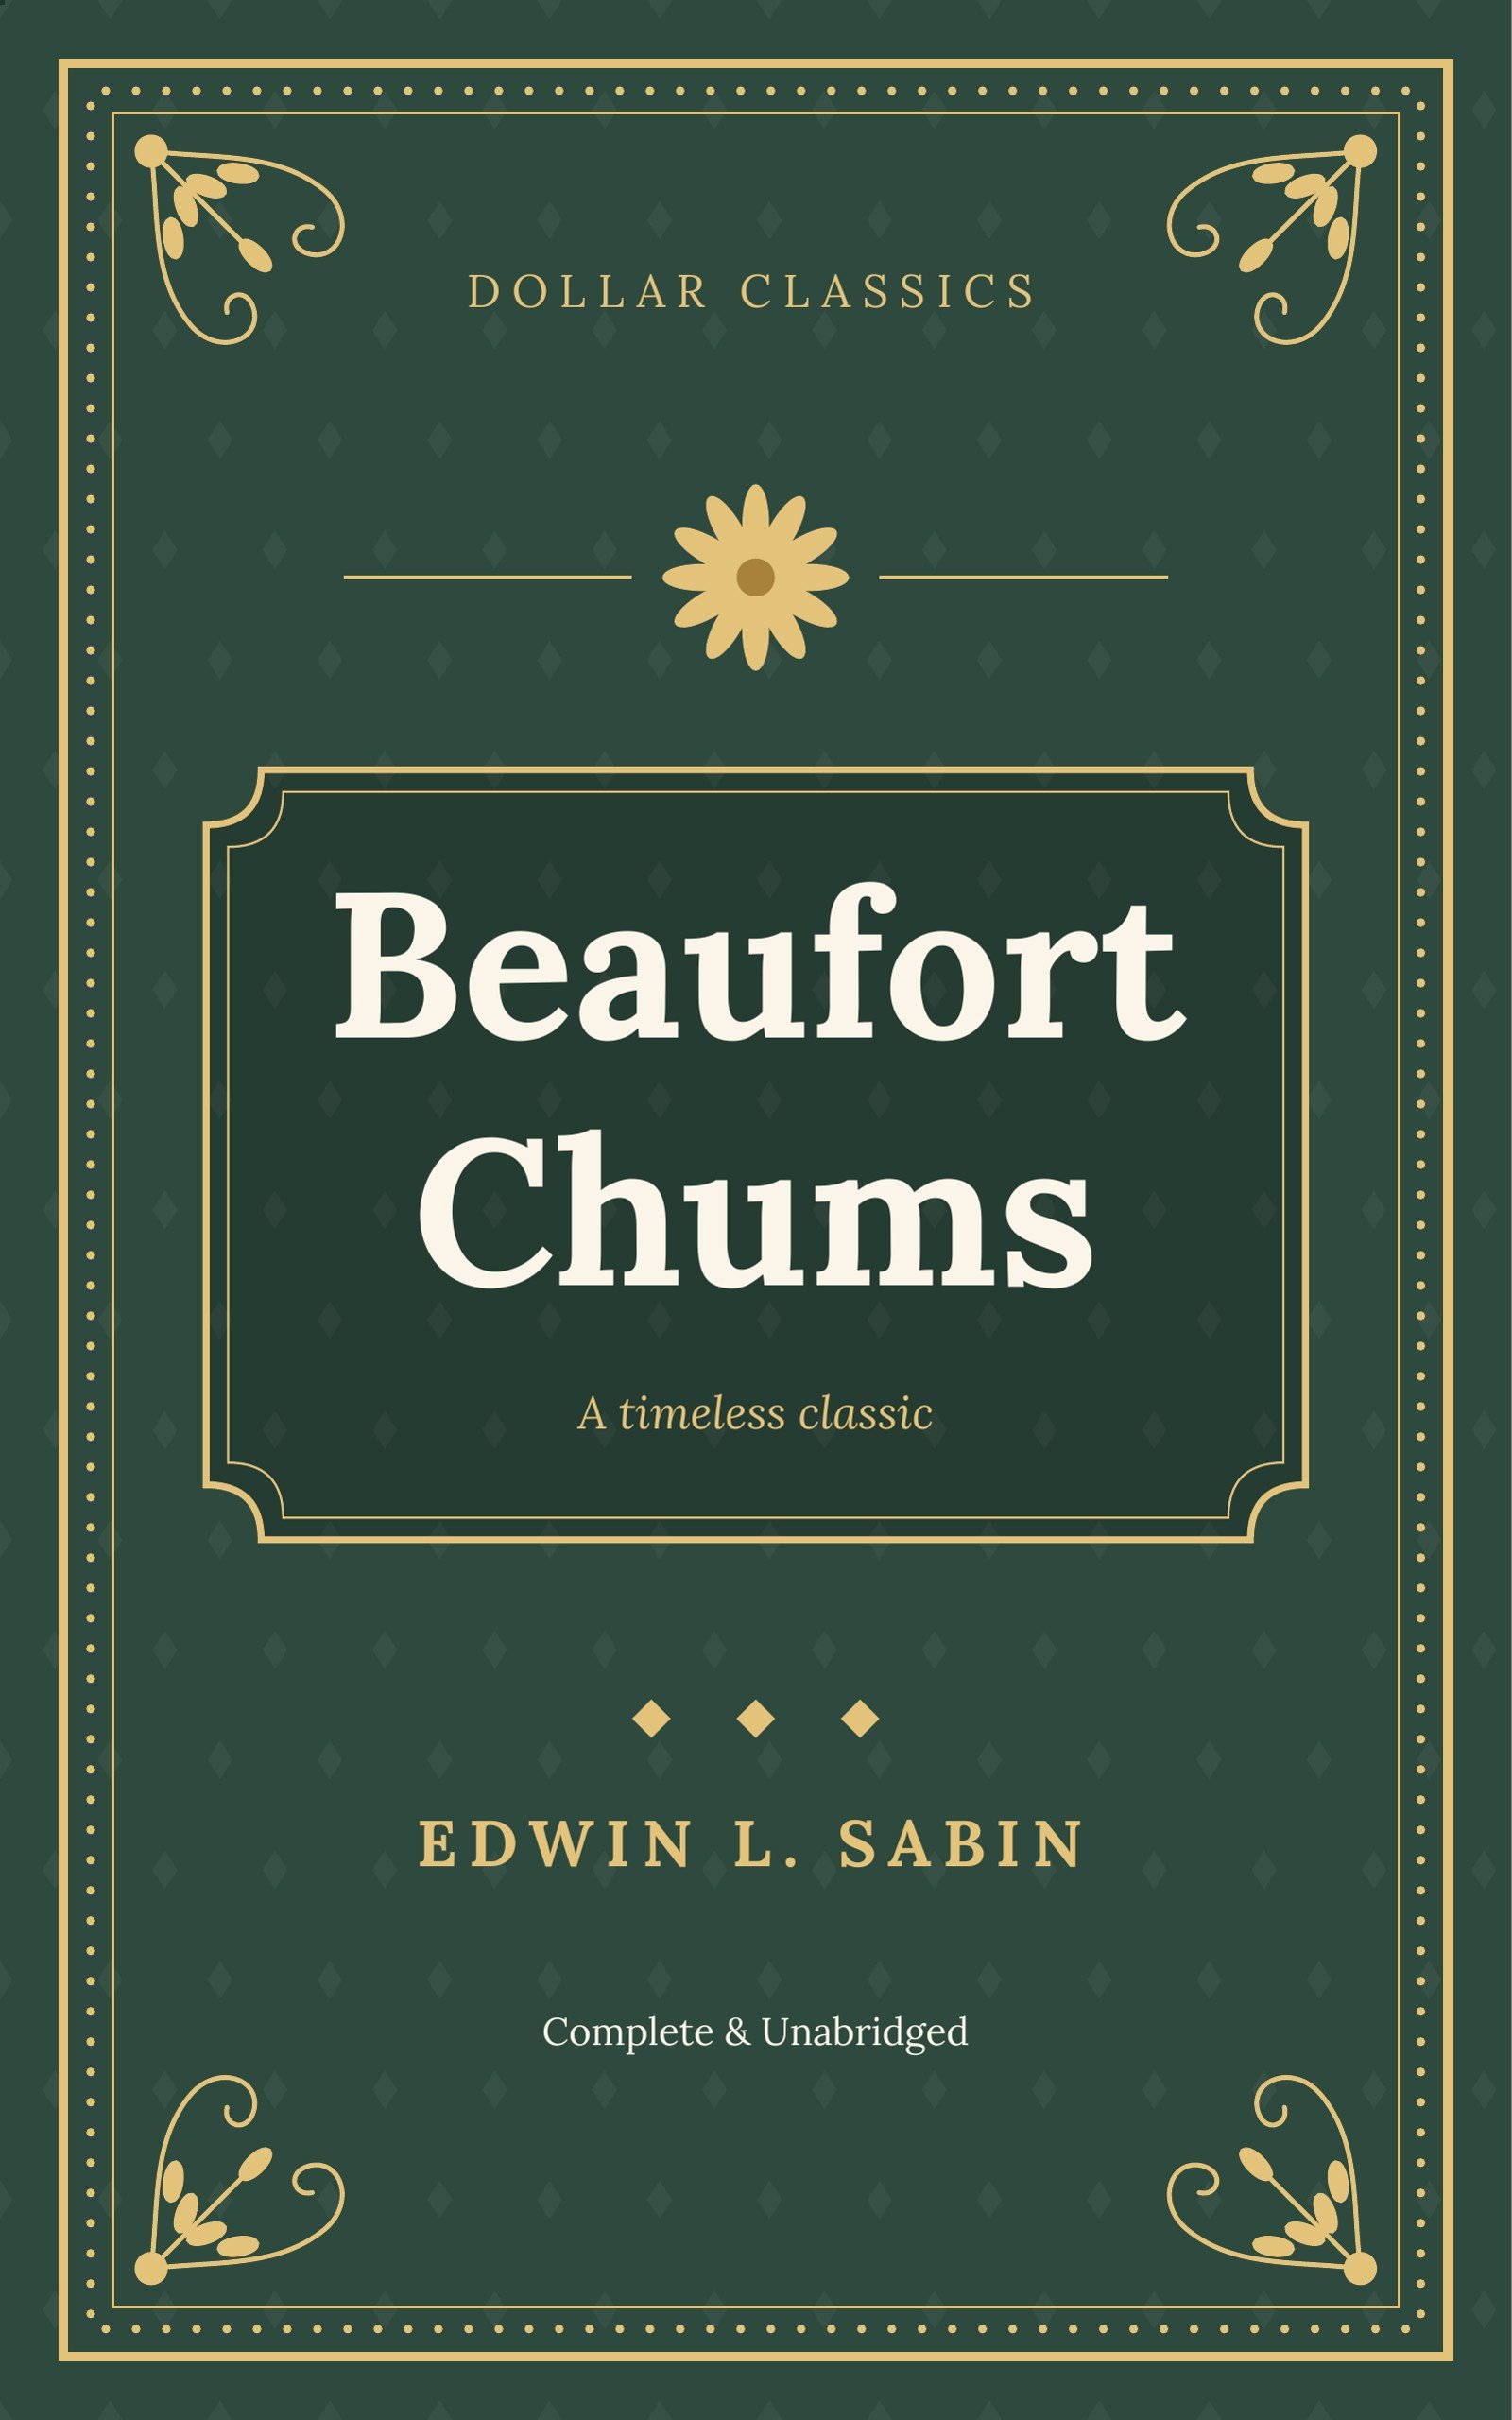 DOLLAR CLASSICS
Beaufort
Chums
A timeless classic
EDWIN L. SABIN
Complete & Unabridged